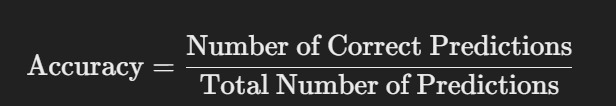 Accuracy = Number of Correct Predictions
Total Number of Predictions